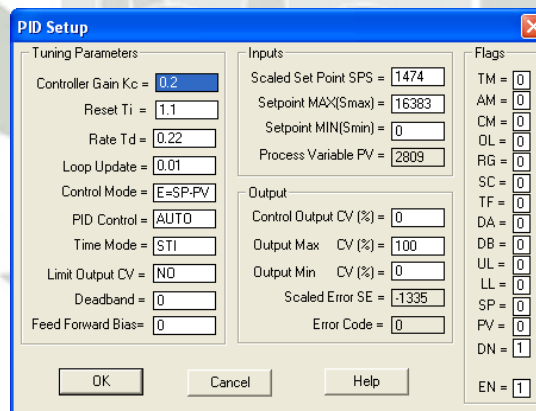 PID Setup
Tuning Parameters
Controller Gain Kc = 0.2
Reset Ti = 1.1
Rate Td = 0.22
Loop Update = 0.01
Control Mode = E=SP-PV
PID Control = AUTO
Time Mode = STI
Limit Output CV = NO
Deadband = 0
Feed Forward Bias= 0
Inputs
Scaled Set Point SPS = 1474
Setpoint MAX(Smax) = 16383
Setpoint MIN(Smin) = 0
Process Variable PV = 2809
Output
Control Output CV (%) = 0
Output Max CV (%) = 100
Output Min CV (%) = 0
Scaled Error SE = -1335
Error Code = 0
Flags
TM = 0
AM = 0
CM = 0
OL = 0
RG = 0
SC = 0
TF = 0
DA = 0
DB = 0
UL = 0
LL = 0
SP = 0
PV = 0
DN = 1
EN = 1
OK
Cancel
Help